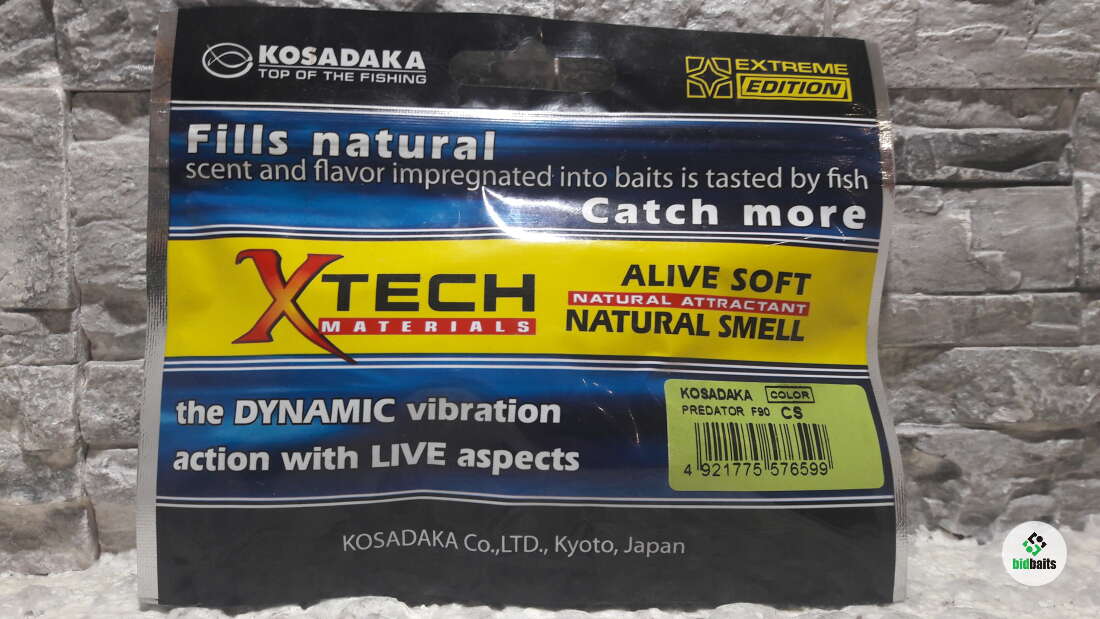 KOSADAKA
TOP OF THE FISHING
EXTREME
EDITION
Fills natural
scent and flavor impregnated into baits is tasted by fish
Catch more
XTECH
MATERIALS
ALIVE SOFT
NATURAL ATTRACTANT
NATURAL SMELL
the DYNAMIC vibration
action with LIVE aspects
KOSADAKA COLOR
PREDATOR F90 CS
4 921775 576599
KOSADAKA Co.,LTD., Kyoto, Japan
bidbaits